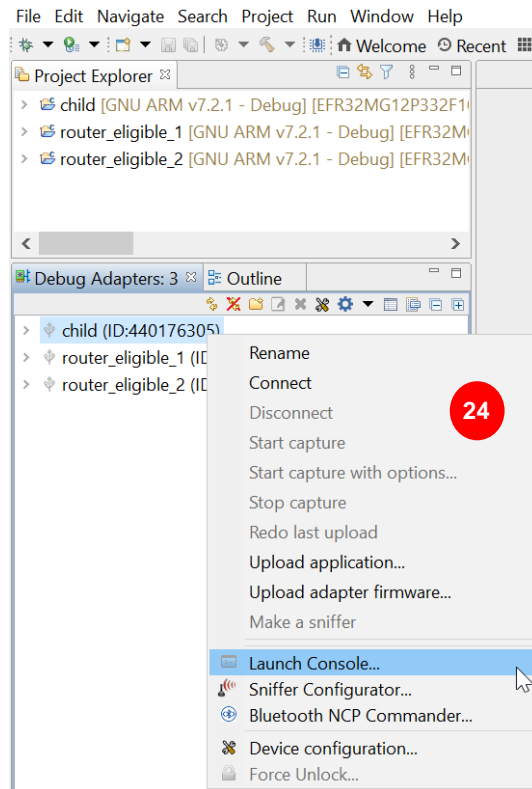 File Edit Navigate Search Project Run Window Help
Welcome Recent
Project Explorer
child [GNU ARM v7.2.1 - Debug] [EFR32MG12P332F1
router_eligible_1 [GNU ARM v7.2.1 - Debug] [EFR32M
router_eligible_2 [GNU ARM v7.2.1 - Debug] [EFR32M
Debug Adapters: 3 Outline
child (ID:440176305)
router_eligible_1 (ID
router_eligible_2 (ID
Rename
Connect
24
Disconnect
Start capture
Start capture with options...
Stop capture
Redo last upload
Upload application...
Upload adapter firmware...
Make a sniffer
Launch Console...
Sniffer Configurator...
Bluetooth NCP Commander...
Device configuration...
Force Unlock...